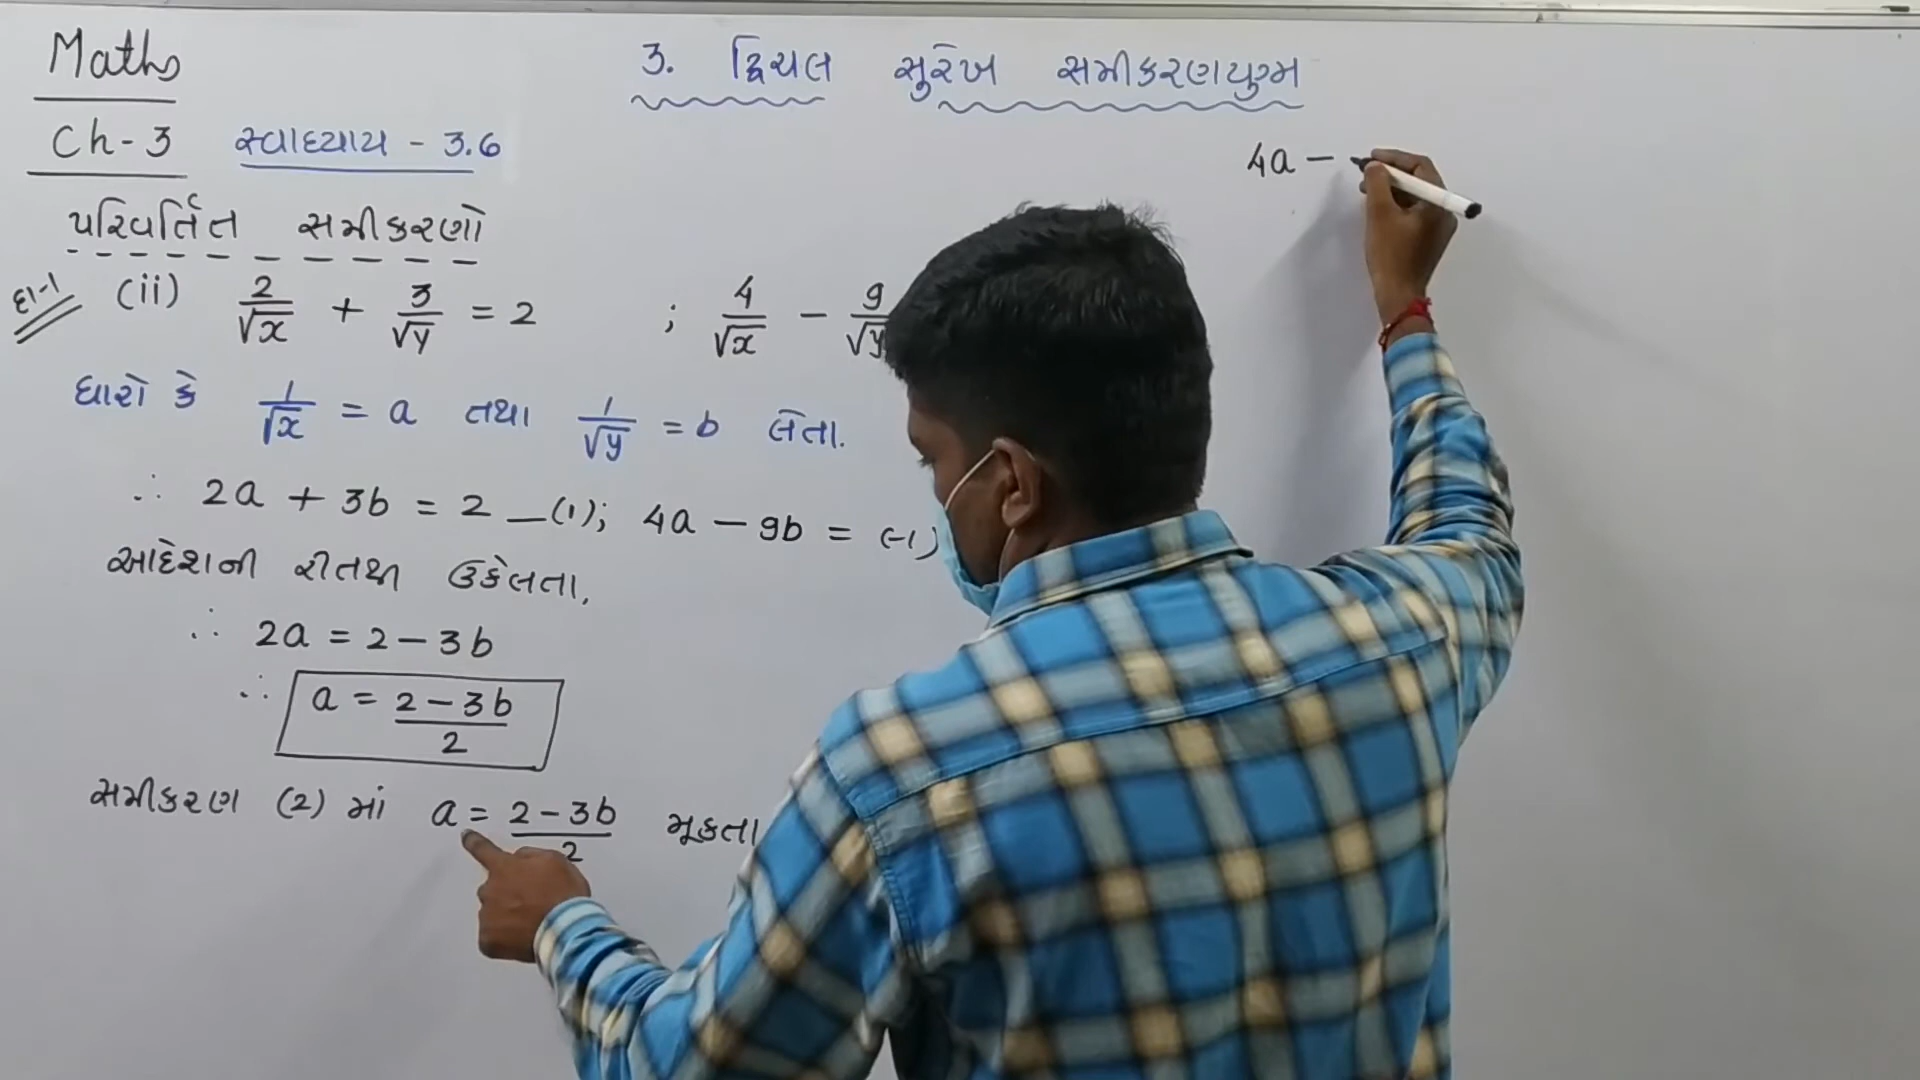 Maths
3. દ્વિચલ સુરેખ સમીકરણયુગ્મ
Ch-3 સ્વાધ્યાય - 3.6
4a -
પરિવર્તિત સમીકરણો
દા-1 (ii) 2/√x + 3/√y = 2 ; 4/√x - 9/√y
ધારો કે 1/√x = a તથા 1/√y = b લેતા.
∴ 2a + 3b = 2 —(1); 4a - 9b = (-1)
આદેશની રીતથી ઉકેલતા,
∴ 2a = 2 - 3b
∴ a = 2 - 3b / 2
સમીકરણ (2) માં a = 2 - 3b / 2 મૂકતા